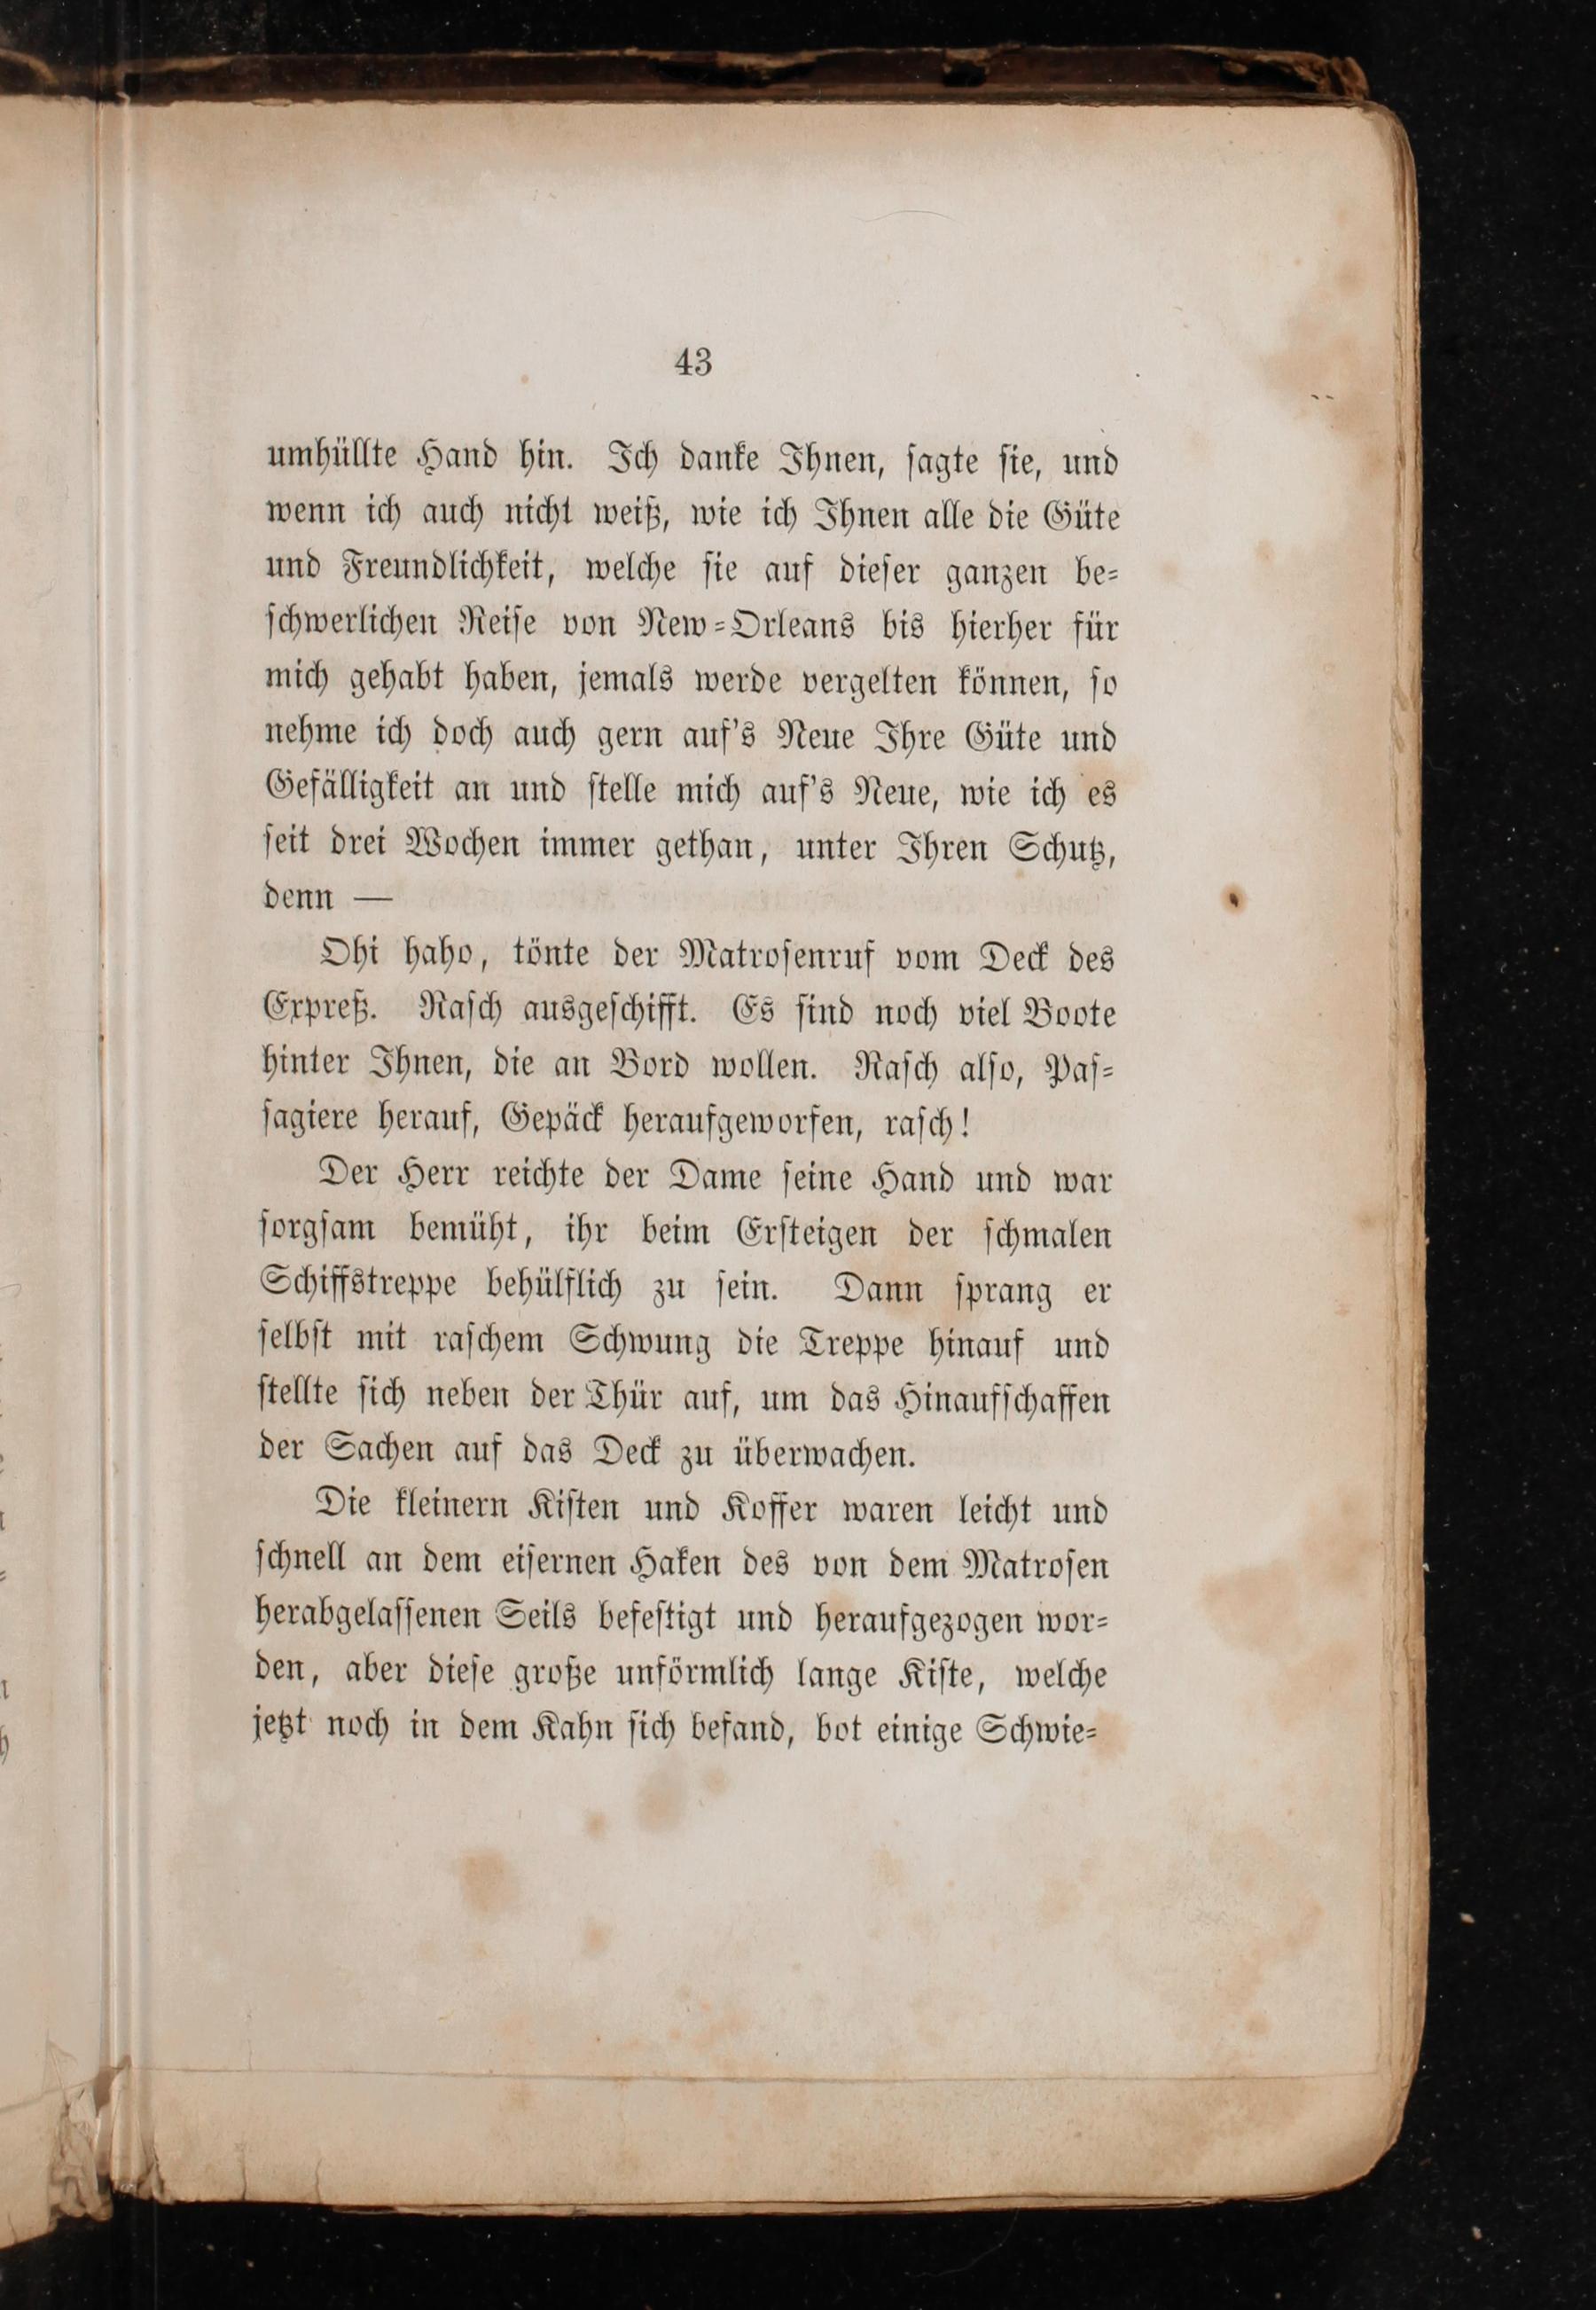 43
umhüllte Hand hin. Ich danke Ihnen, sagte sie, und
wenn ich auch nicht weiß, wie ich Ihnen alle die Güte
und Freundlichkeit, welche sie auf dieser ganzen be-
schwerlichen Reise von New-Orleans bis hierher für
mich gehabt haben, jemals werde vergelten können, so
nehme ich doch auch gern auf's Neue Ihre Güte und
Gefälligkeit an und stelle mich auf's Neue, wie ich es
seit drei Wochen immer gethan, unter Ihren Schutz,
denn —
Ohi haho, tönte der Matrosenruf vom Deck des
Expreß. Rasch ausgeschifft. Es sind noch viel Boote
hinter Ihnen, die an Bord wollen. Rasch also, Pas-
sagiere herauf, Gepäck heraufgeworfen, rasch!
Der Herr reichte der Dame seine Hand und war
sorgsam bemüht, ihr beim Ersteigen der schmalen
Schiffstreppe behülflich zu sein. Dann sprang er
selbst mit raschem Schwung die Treppe hinauf und
stellte sich neben der Thür auf, um das Hinaufschaffen
der Sachen auf das Deck zu überwachen.
Die kleinern Kisten und Koffer waren leicht und
schnell an dem eisernen Haken des von dem Matrosen
herabgelassenen Seils befestigt und heraufgezogen wor-
den, aber diese große unförmlich lange Kiste, welche
jetzt noch in dem Kahn sich befand, bot einige Schwie-